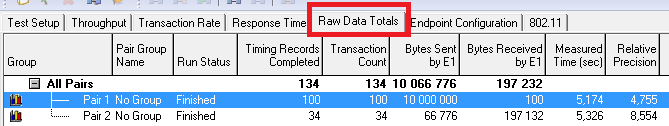 Test Setup Throughput Transaction Rate Response Time Raw Data Totals Endpoint Configuration 802.11
Group Pair Group Name Run Status Timing Records Completed Transaction Count Bytes Sent by E1 Bytes Received by E1 Measured Time (sec) Relative Precision
All Pairs 134 134 10 066 776 197 232
Pair 1 No Group Finished 100 100 10 000 000 100 5,174 4,755
Pair 2 No Group Finished 34 34 66 776 197 132 5,326 8,554